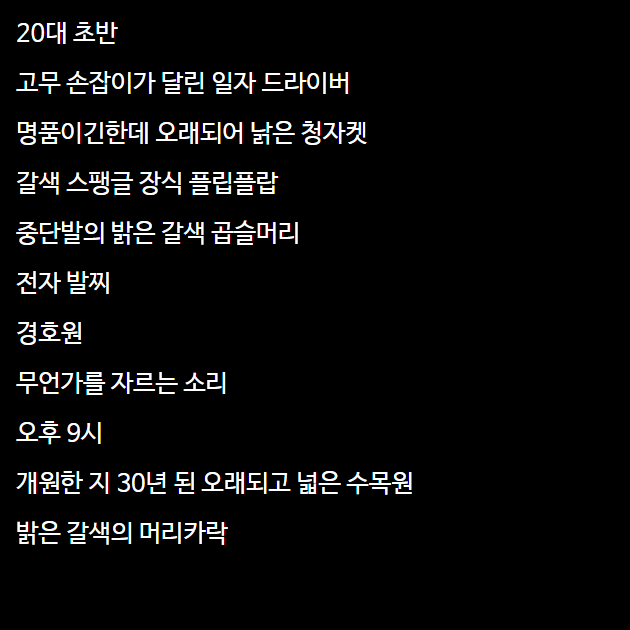 20대 초반
고무 손잡이가 달린 일자 드라이버
명품이긴한데 오래되어 낡은 청자켓
갈색 스팽글 장식 플립플랍
중단발의 밝은 갈색 곱슬머리
전자 발찌
경호원
무언가를 자르는 소리
오후 9시
개원한 지 30년 된 오래되고 넓은 수목원
밝은 갈색의 머리카락